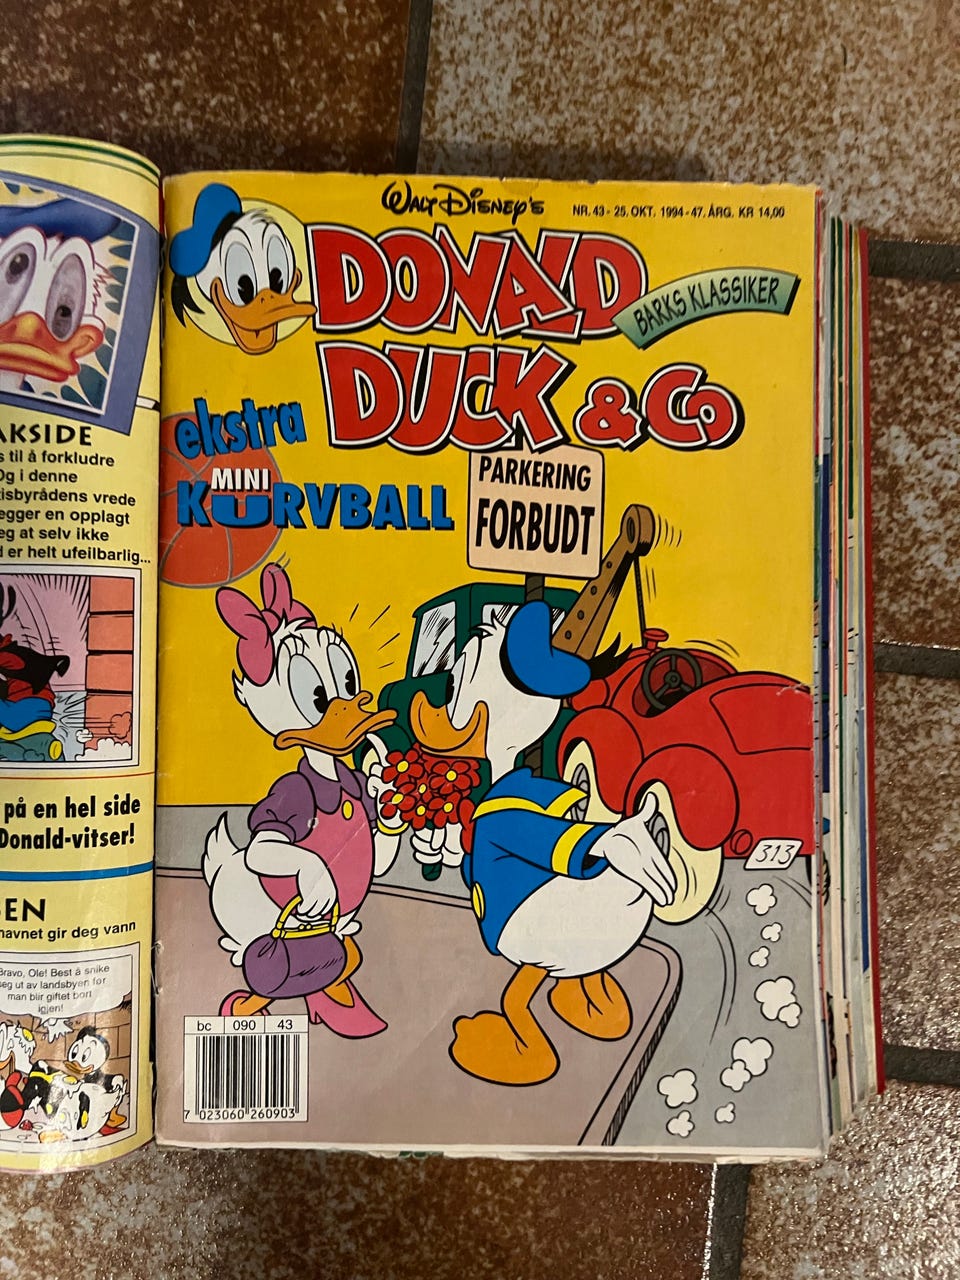 AKSIDE
s til å forkludre
Og i denne
tisbyrådens vrede
egger en opplagt
eg at selv ikke
d er helt ufeilbarlig...
på en hel side
Donald-vitser!
EN
navnet gir deg vann
Bravo, Ole! Best å snike
seg ut av landsbyen før
man blir giftet bort
igjen!
WALT DISNEY'S
NR. 43 - 25. OKT. 1994 - 47. ÅRG. KR 14,00
DONALD
BARKS KLASSIKER
DUCK & Co
ekstra
MINI
KURVBALL
PARKERING
FORBUDT
313
bc 090 43
7 023060 260903